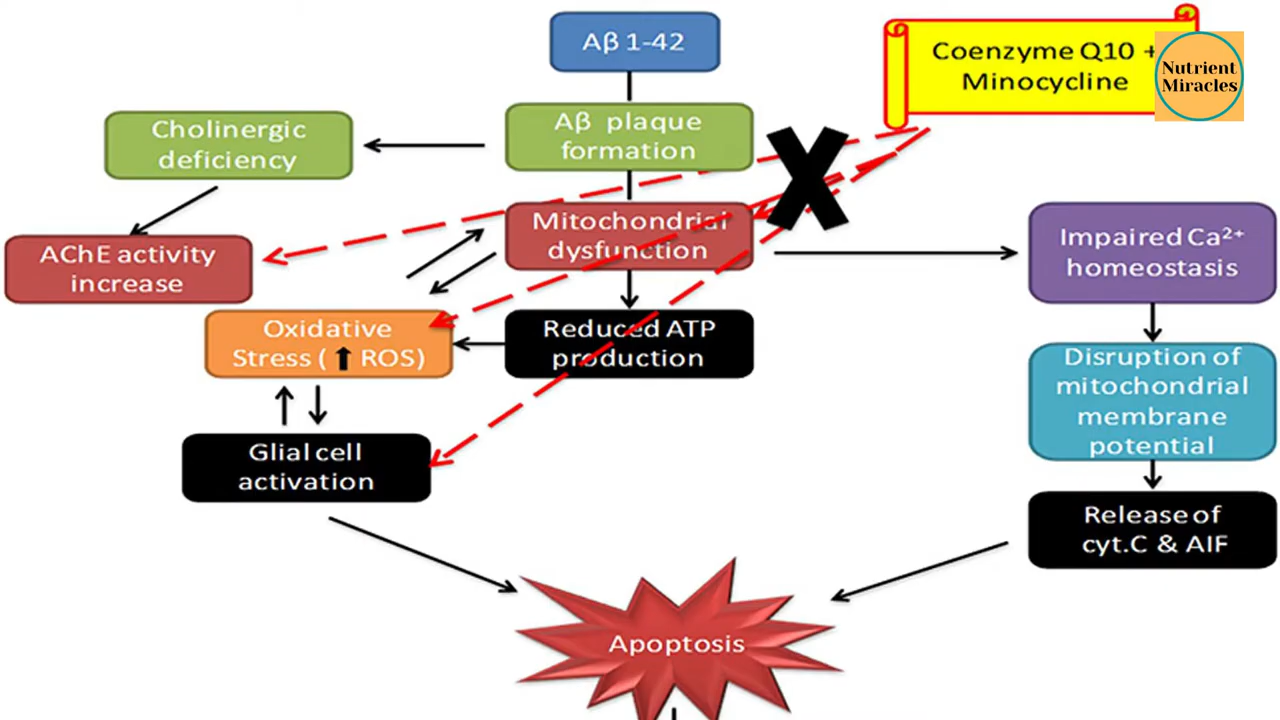 Aβ 1-42
Coenzyme Q10 +
Minocycline
Nutrient
Miracles
Aβ plaque
formation
Cholinergic
deficiency
X
Mitochondrial
dysfunction
AChE activity
increase
Impaired Ca²⁺
homeostasis
Oxidative
Stress (⬆ ROS)
Reduced ATP
production
Disruption of
mitochondrial
membrane
potential
Glial cell
activation
Release of
cyt.C & AIF
Apoptosis